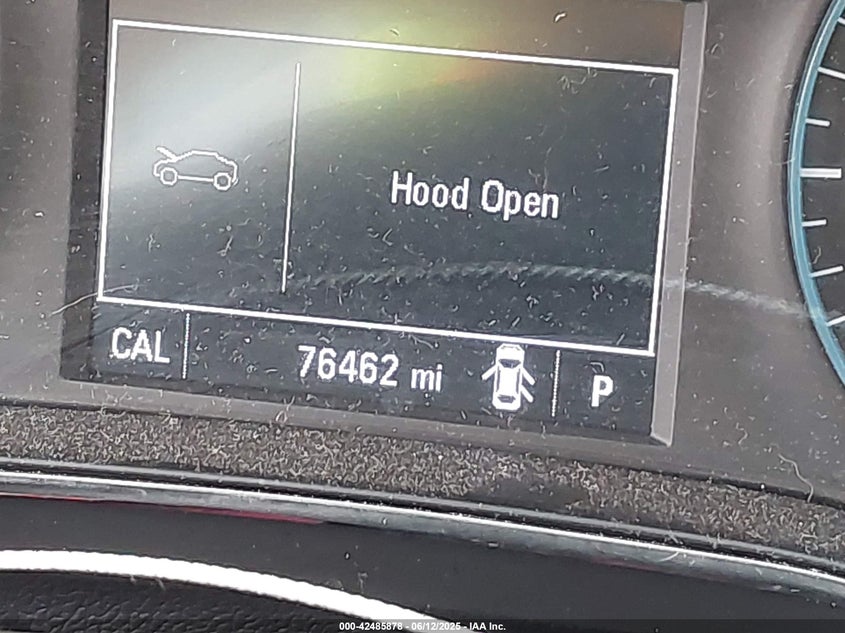 Hood Open
CAL 76462 mi P
000-42485878 - 06/12/2025 - IAA Inc.